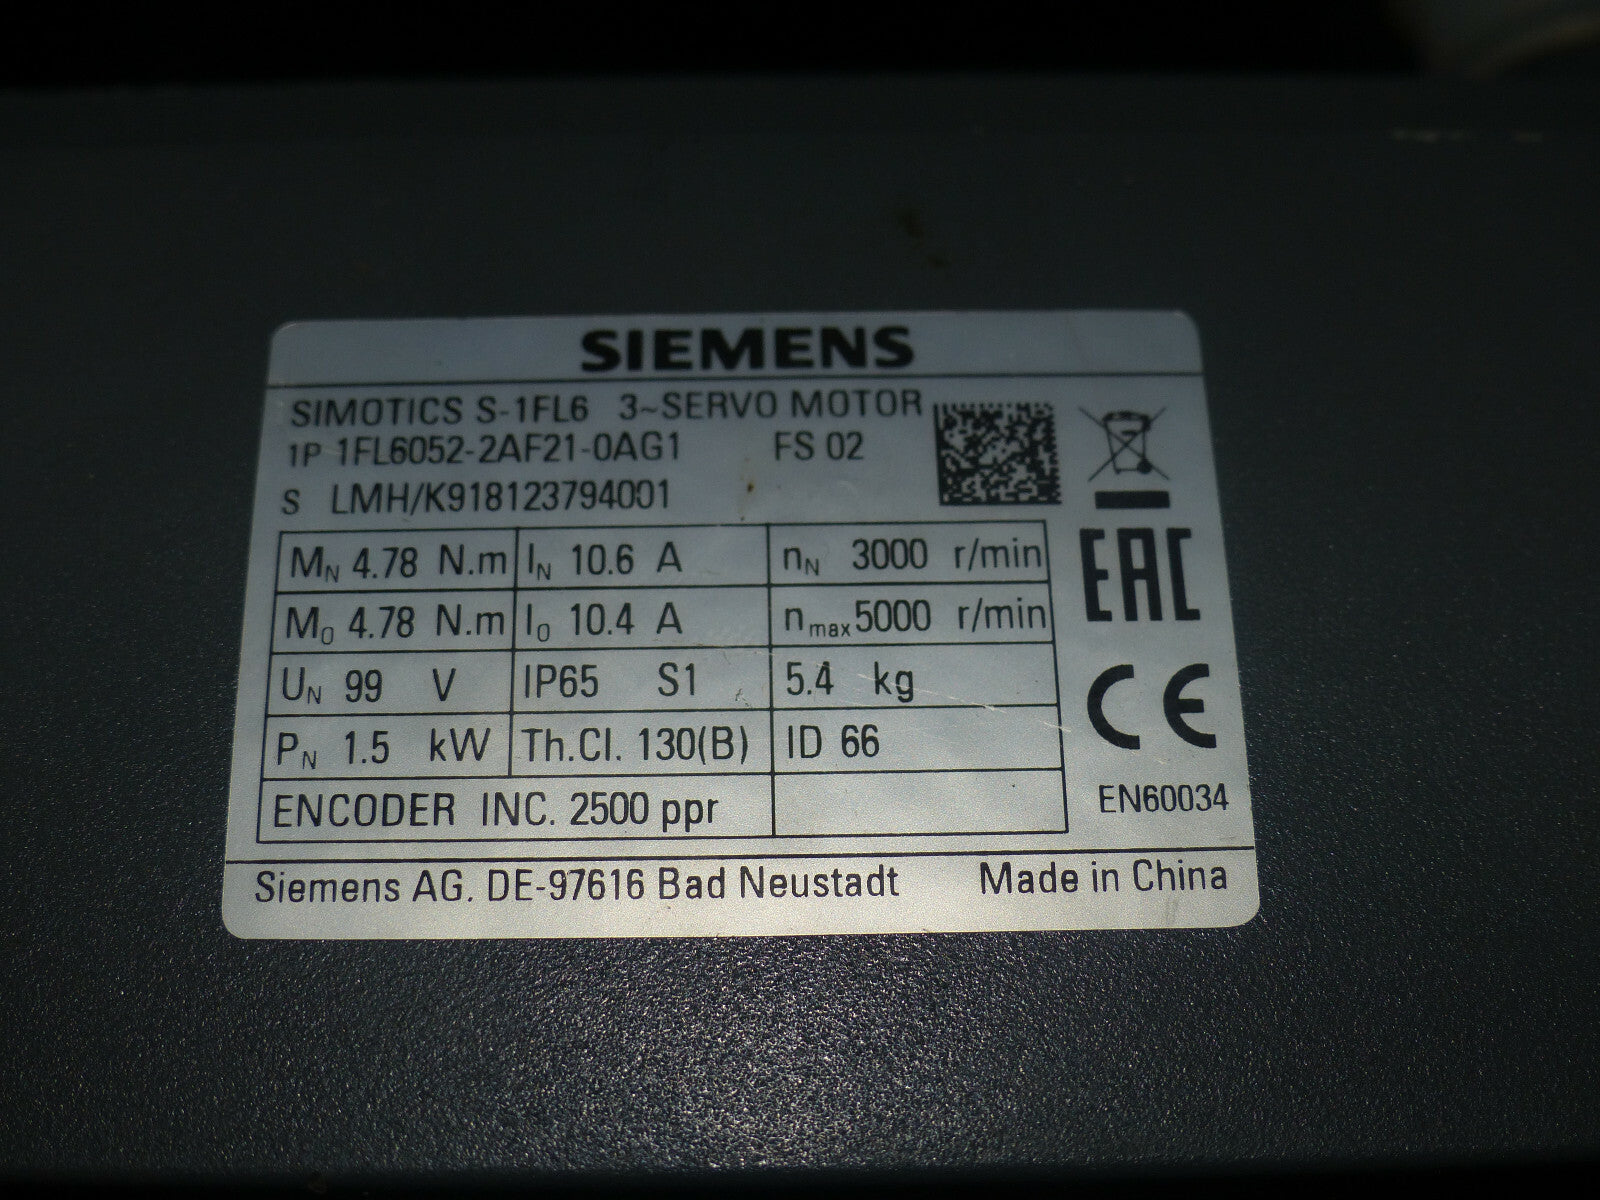 SIEMENS
SIMOTICS S-1FL6 3~SERVO MOTOR
1P 1FL6052-2AF21-0AG1 FS 02
S LMH/K918123794001
MN 4.78 N.m IN 10.6 A nN 3000 r/min
M0 4.78 N.m I0 10.4 A nmax 5000 r/min
UN 99 V IP65 S1 5.4 kg
PN 1.5 kW Th.Cl. 130(B) ID 66
ENCODER INC. 2500 ppr
EAC
CE
EN60034
Siemens AG. DE-97616 Bad Neustadt Made in China